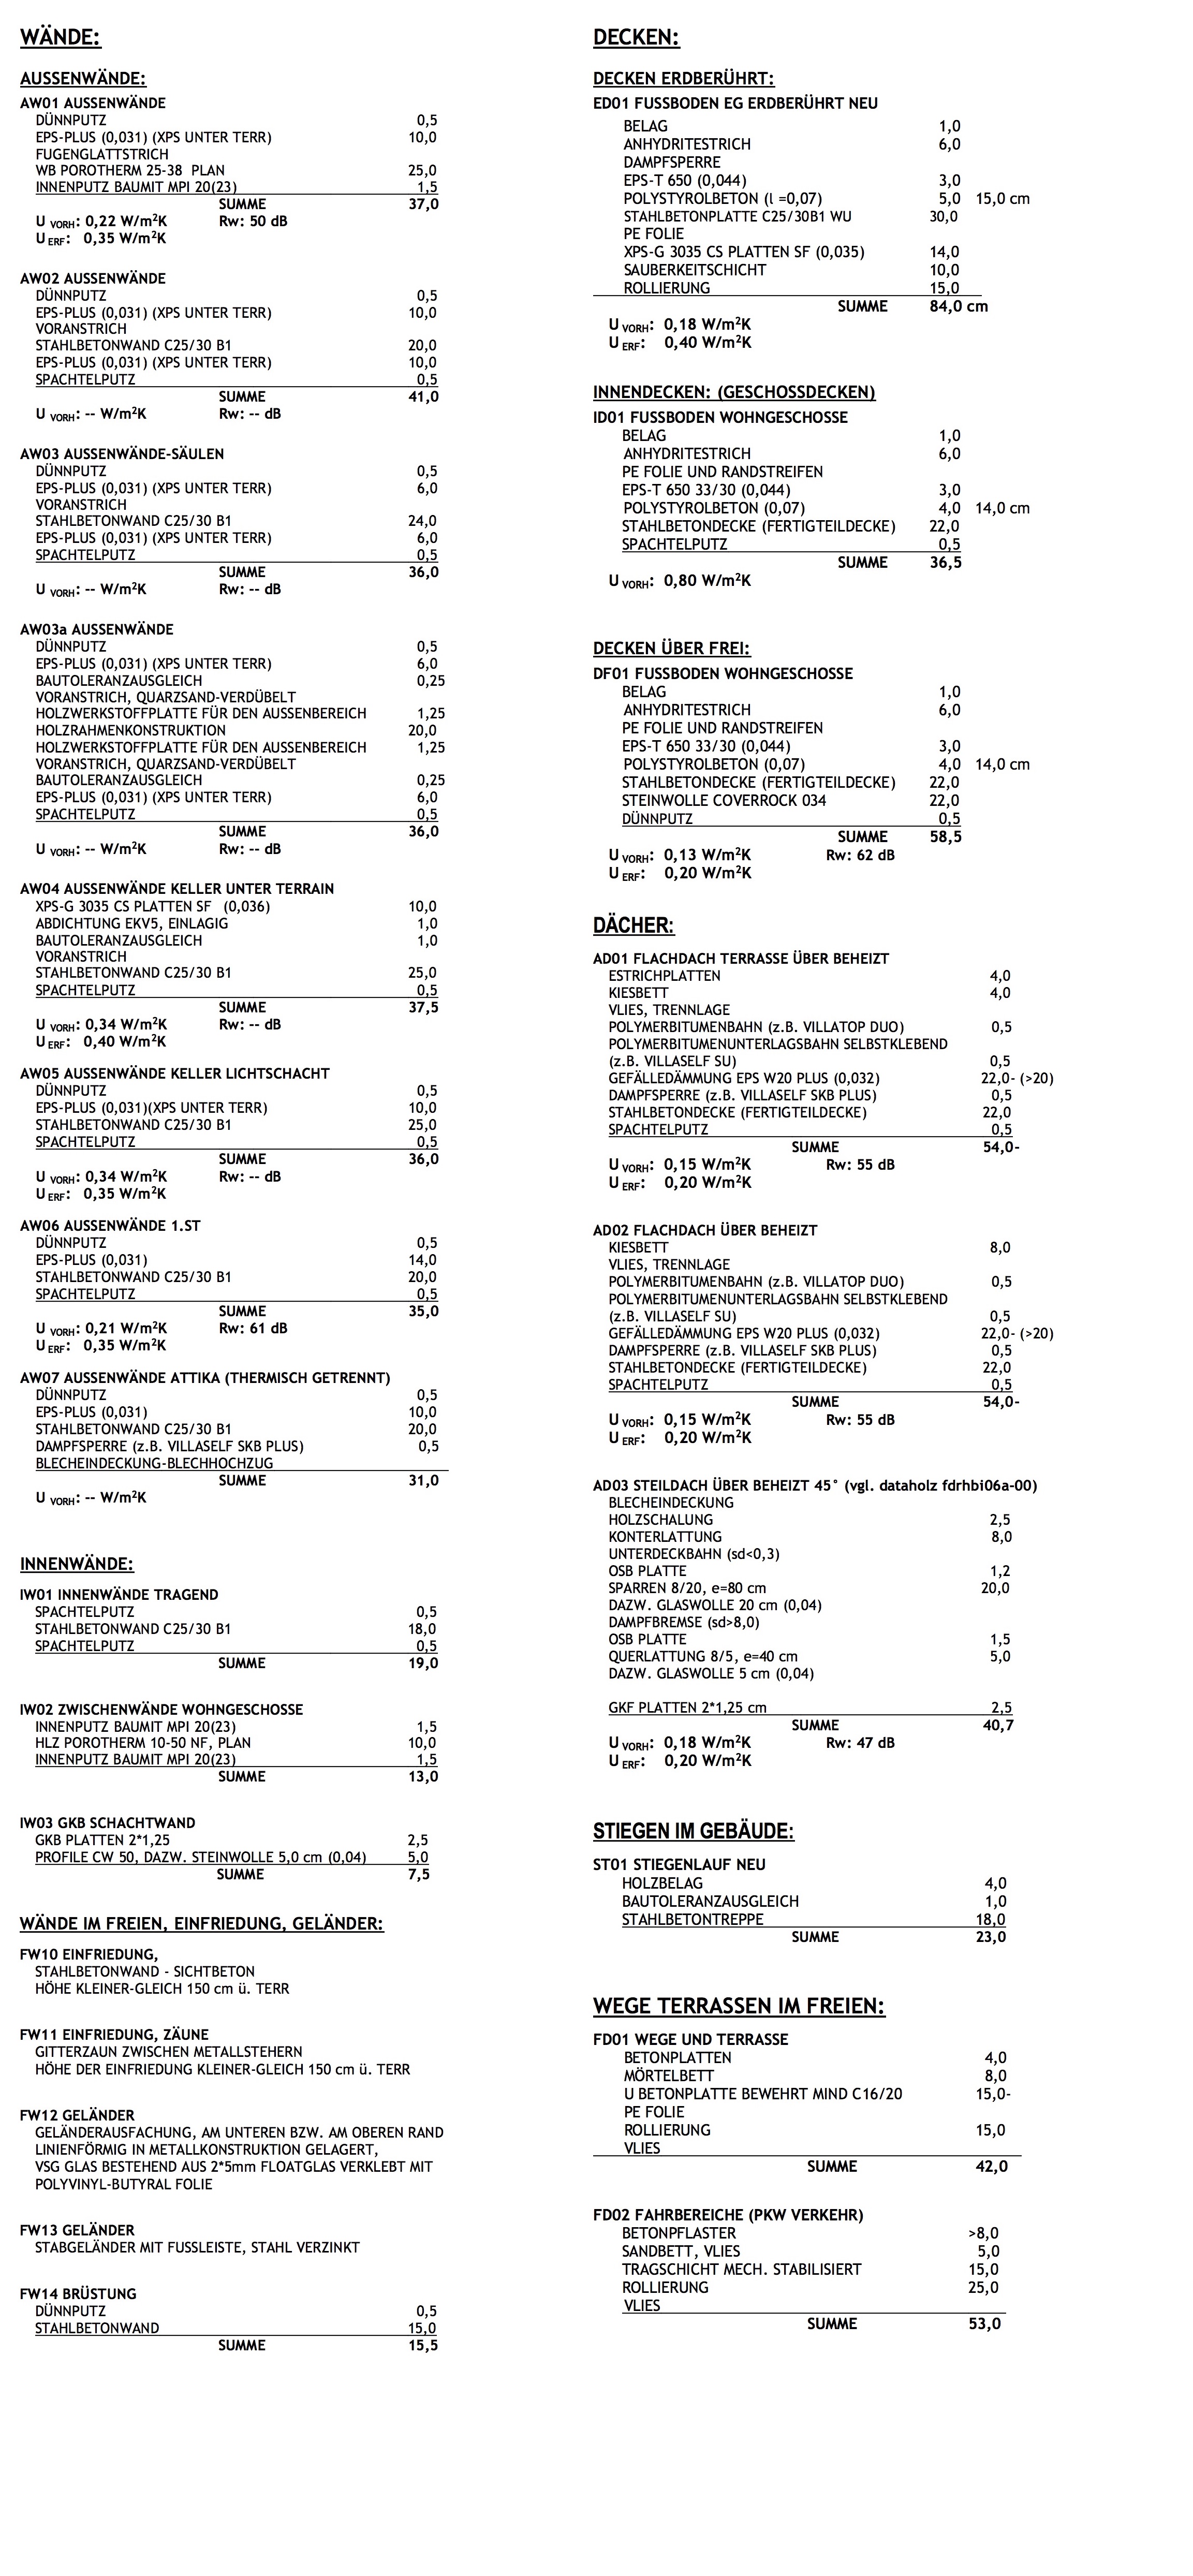 WÄNDE:
AUSSENWÄNDE:
AW01 AUSSENWÄNDE
DÜNNPUTZ 0,5
EPS-PLUS (0,031) (XPS UNTER TERR) 10,0
FUGENGLATTSTRICH
WB POROTHERM 25-38 PLAN 25,0
INNENPUTZ BAUMIT MPI 20(23) 1,5
SUMME 37,0
U VORH: 0,22 W/m²K Rw: 50 dB
U ERF: 0,35 W/m²K
AW02 AUSSENWÄNDE
DÜNNPUTZ 0,5
EPS-PLUS (0,031) (XPS UNTER TERR) 10,0
VORANSTRICH
STAHLBETONWAND C25/30 B1 20,0
EPS-PLUS (0,031) (XPS UNTER TERR) 10,0
SPACHTELPUTZ 0,5
SUMME 41,0
U VORH: -- W/m²K Rw: -- dB
AW03 AUSSENWÄNDE-SÄULEN
DÜNNPUTZ 0,5
EPS-PLUS (0,031) (XPS UNTER TERR) 6,0
VORANSTRICH
STAHLBETONWAND C25/30 B1 24,0
EPS-PLUS (0,031) (XPS UNTER TERR) 6,0
SPACHTELPUTZ 0,5
SUMME 36,0
U VORH: -- W/m²K Rw: -- dB
AW03a AUSSENWÄNDE
DÜNNPUTZ 0,5
EPS-PLUS (0,031) (XPS UNTER TERR) 6,0
BAUTOLERANZAUSGLEICH 0,25
VORANSTRICH, QUARZSAND-VERDÜBELT
HOLZWERKSTOFFPLATTE FÜR DEN AUSSENBEREICH 1,25
HOLZRAHMENKONSTRUKTION 20,0
HOLZWERKSTOFFPLATTE FÜR DEN AUSSENBEREICH 1,25
VORANSTRICH, QUARZSAND-VERDÜBELT
BAUTOLERANZAUSGLEICH 0,25
EPS-PLUS (0,031) (XPS UNTER TERR) 6,0
SPACHTELPUTZ 0,5
SUMME 36,0
U VORH: -- W/m²K Rw: -- dB
AW04 AUSSENWÄNDE KELLER UNTER TERRAIN
XPS-G 3035 CS PLATTEN SF (0,036) 10,0
ABDICHTUNG EKV5, EINLAGIG 1,0
BAUTOLERANZAUSGLEICH 1,0
VORANSTRICH
STAHLBETONWAND C25/30 B1 25,0
SPACHTELPUTZ 0,5
SUMME 37,5
U VORH: 0,34 W/m²K Rw: -- dB
U ERF: 0,40 W/m²K
AW05 AUSSENWÄNDE KELLER LICHTSCHACHT
DÜNNPUTZ 0,5
EPS-PLUS (0,031)(XPS UNTER TERR) 10,0
STAHLBETONWAND C25/30 B1 25,0
SPACHTELPUTZ 0,5
SUMME 36,0
U VORH: 0,34 W/m²K Rw: -- dB
U ERF: 0,35 W/m²K
AW06 AUSSENWÄNDE 1.ST
DÜNNPUTZ 0,5
EPS-PLUS (0,031) 14,0
STAHLBETONWAND C25/30 B1 20,0
SPACHTELPUTZ 0,5
SUMME 35,0
U VORH: 0,21 W/m²K Rw: 61 dB
U ERF: 0,35 W/m²K
AW07 AUSSENWÄNDE ATTIKA (THERMISCH GETRENNT)
DÜNNPUTZ 0,5
EPS-PLUS (0,031) 10,0
STAHLBETONWAND C25/30 B1 20,0
DAMPFSPERRE (z.B. VILLASELF SKB PLUS) 0,5
BLECHEINDECKUNG-BLECHHOCHZUG
SUMME 31,0
U VORH: -- W/m²K
INNENWÄNDE:
IW01 INNENWÄNDE TRAGEND
SPACHTELPUTZ 0,5
STAHLBETONWAND C25/30 B1 18,0
SPACHTELPUTZ 0,5
SUMME 19,0
IW02 ZWISCHENWÄNDE WOHNGESCHOSSE
INNENPUTZ BAUMIT MPI 20(23) 1,5
HLZ POROTHERM 10-50 NF, PLAN 10,0
INNENPUTZ BAUMIT MPI 20(23) 1,5
SUMME 13,0
IW03 GKB SCHACHTWAND
GKB PLATTEN 2*1,25 2,5
PROFILE CW 50, DAZW. STEINWOLLE 5,0 cm (0,04) 5,0
SUMME 7,5
WÄNDE IM FREIEN, EINFRIEDUNG, GELÄNDER:
FW10 EINFRIEDUNG,
STAHLBETONWAND - SICHTBETON
HÖHE KLEINER-GLEICH 150 cm ü. TERR
FW11 EINFRIEDUNG, ZÄUNE
GITTERZAUN ZWISCHEN METALLSTEHERN
HÖHE DER EINFRIEDUNG KLEINER-GLEICH 150 cm ü. TERR
FW12 GELÄNDER
GELÄNDERAUSFACHUNG, AM UNTEREN BZW. AM OBEREN RAND
LINIENFÖRMIG IN METALLKONSTRUKTION GELAGERT,
VSG GLAS BESTEHEND AUS 2*5mm FLOATGLAS VERKLEBT MIT
POLYVINYL-BUTYRAL FOLIE
FW13 GELÄNDER
STABGELÄNDER MIT FUSSLEISTE, STAHL VERZINKT
FW14 BRÜSTUNG
DÜNNPUTZ 0,5
STAHLBETONWAND 15,0
SUMME 15,5
DECKEN:
DECKEN ERDBERÜHRT:
ED01 FUSSBODEN EG ERDBERÜHRT NEU
BELAG 1,0
ANHYDRITESTRICH 6,0
DAMPFSPERRE
EPS-T 650 (0,044) 3,0
POLYSTYROLBETON (l =0,07) 5,0 15,0 cm
STAHLBETONPLATTE C25/30B1 WU 30,0
PE FOLIE
XPS-G 3035 CS PLATTEN SF (0,035) 14,0
SAUBERKEITSCHICHT 10,0
ROLLIERUNG 15,0
SUMME 84,0 cm
U VORH: 0,18 W/m²K
U ERF: 0,40 W/m²K
INNENDECKEN: (GESCHOSSDECKEN)
ID01 FUSSBODEN WOHNGESCHOSSE
BELAG 1,0
ANHYDRITESTRICH 6,0
PE FOLIE UND RANDSTREIFEN
EPS-T 650 33/30 (0,044) 3,0
POLYSTYROLBETON (0,07) 4,0 14,0 cm
STAHLBETONDECKE (FERTIGTEILDECKE) 22,0
SPACHTELPUTZ 0,5
SUMME 36,5
U VORH: 0,80 W/m²K
DECKEN ÜBER FREI:
DF01 FUSSBODEN WOHNGESCHOSSE
BELAG 1,0
ANHYDRITESTRICH 6,0
PE FOLIE UND RANDSTREIFEN
EPS-T 650 33/30 (0,044) 3,0
POLYSTYROLBETON (0,07) 4,0 14,0 cm
STAHLBETONDECKE (FERTIGTEILDECKE) 22,0
STEINWOLLE COVERROCK 034 22,0
DÜNNPUTZ 0,5
SUMME 58,5
U VORH: 0,13 W/m²K Rw: 62 dB
U ERF: 0,20 W/m²K
DÄCHER:
AD01 FLACHDACH TERRASSE ÜBER BEHEIZT
ESTRICHPLATTEN 4,0
KIESBETT 4,0
VLIES, TRENNLAGE
POLYMERBITUMENBAHN (z.B. VILLATOP DUO) 0,5
POLYMERBITUMENUNTERLAGSBAHN SELBSTKLEBEND
(z.B. VILLASELF SU) 0,5
GEFÄLLEDÄMMUNG EPS W20 PLUS (0,032) 22,0- (>20)
DAMPFSPERRE (z.B. VILLASELF SKB PLUS) 0,5
STAHLBETONDECKE (FERTIGTEILDECKE) 22,0
SPACHTELPUTZ 0,5
SUMME 54,0-
U VORH: 0,15 W/m²K Rw: 55 dB
U ERF: 0,20 W/m²K
AD02 FLACHDACH ÜBER BEHEIZT
KIESBETT 8,0
VLIES, TRENNLAGE
POLYMERBITUMENBAHN (z.B. VILLATOP DUO) 0,5
POLYMERBITUMENUNTERLAGSBAHN SELBSTKLEBEND
(z.B. VILLASELF SU) 0,5
GEFÄLLEDÄMMUNG EPS W20 PLUS (0,032) 22,0- (>20)
DAMPFSPERRE (z.B. VILLASELF SKB PLUS) 0,5
STAHLBETONDECKE (FERTIGTEILDECKE) 22,0
SPACHTELPUTZ 0,5
SUMME 54,0-
U VORH: 0,15 W/m²K Rw: 55 dB
U ERF: 0,20 W/m²K
AD03 STEILDACH ÜBER BEHEIZT 45° (vgl. dataholz fdrhbi06a-00)
BLECHEINDECKUNG
HOLZSCHALUNG 2,5
KONTERLATTUNG 8,0
UNTERDECKBAHN (sd<0,3)
OSB PLATTE 1,2
SPARREN 8/20, e=80 cm 20,0
DAZW. GLASWOLLE 20 cm (0,04)
DAMPFBREMSE (sd>8,0)
OSB PLATTE 1,5
QUERLATTUNG 8/5, e=40 cm 5,0
DAZW. GLASWOLLE 5 cm (0,04)
GKF PLATTEN 2*1,25 cm 2,5
SUMME 40,7
U VORH: 0,18 W/m²K Rw: 47 dB
U ERF: 0,20 W/m²K
STIEGEN IM GEBÄUDE:
ST01 STIEGENLAUF NEU
HOLZBELAG 4,0
BAUTOLERANZAUSGLEICH 1,0
STAHLBETONTREPPE 18,0
SUMME 23,0
WEGE TERRASSEN IM FREIEN:
FD01 WEGE UND TERRASSE
BETONPLATTEN 4,0
MÖRTELBETT 8,0
U BETONPLATTE BEWEHRT MIND C16/20 15,0-
PE FOLIE
ROLLIERUNG 15,0
VLIES
SUMME 42,0
FD02 FAHRBEREICHE (PKW VERKEHR)
BETONPFLASTER >8,0
SANDBETT, VLIES 5,0
TRAGSCHICHT MECH. STABILISIERT 15,0
ROLLIERUNG 25,0
VLIES
SUMME 53,0